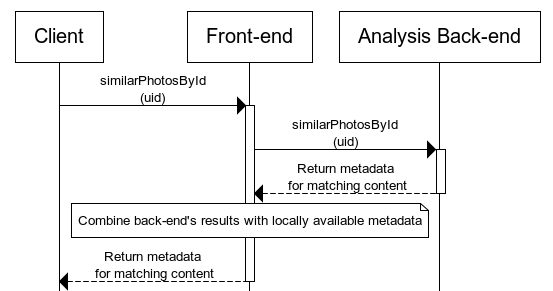 Client
Front-end
Analysis Back-end
similarPhotosById
(uid)
similarPhotosById
(uid)
Return metadata
for matching content
Combine back-end's results with locally available metadata
Return metadata
for matching content